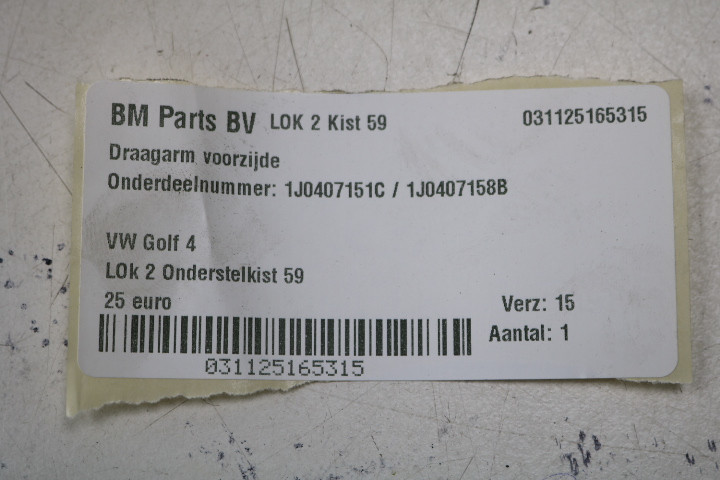 BM Parts BV LOK 2 Kist 59 031125165315
Draagarm voorzijde
Onderdeelnummer: 1J0407151C / 1J0407158B
VW Golf 4
LOk 2 Onderstelkist 59
25 euro Verz: 15
Aantal: 1
031125165315